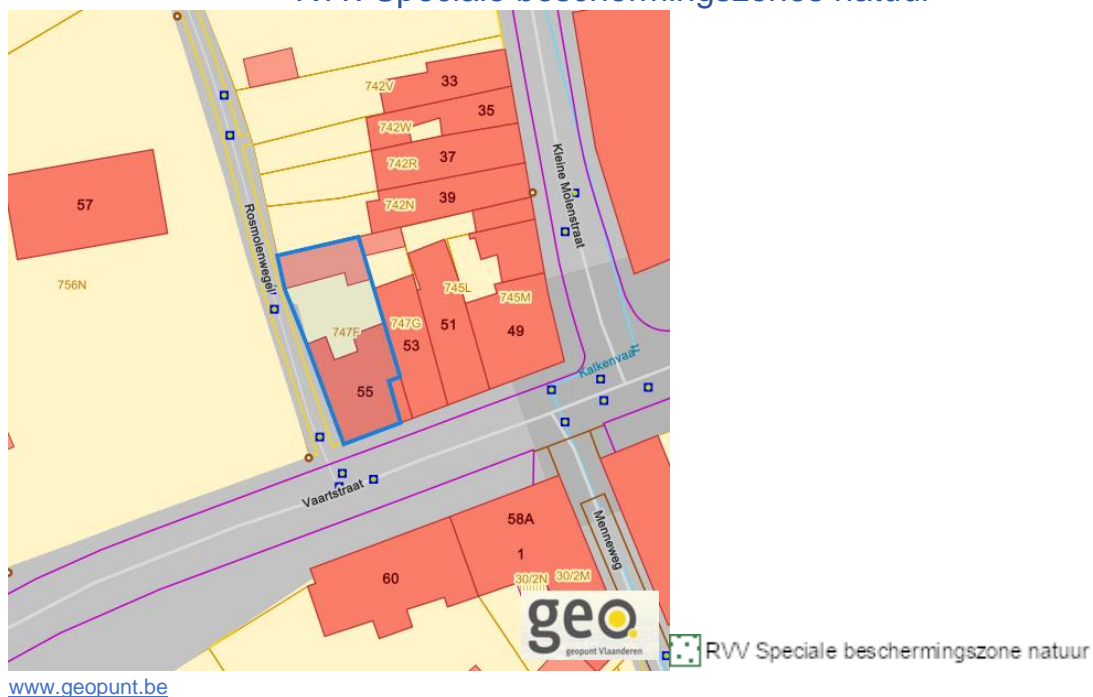 RVV Speciale beschermingszones natuur
742V
33
35
742W
37
742R
57
39
742N
Kleine Molenstraat
Rosmolenwegel
756N
745L
745M
747F
747G
51
49
53
Kalkenvaart
55
Vaartstraat
58A
Menneweg
1
60
30/2N 30/2M
geo.
geopunt Vlaanderen
RVV Speciale beschermingszone natuur
www.geopunt.be